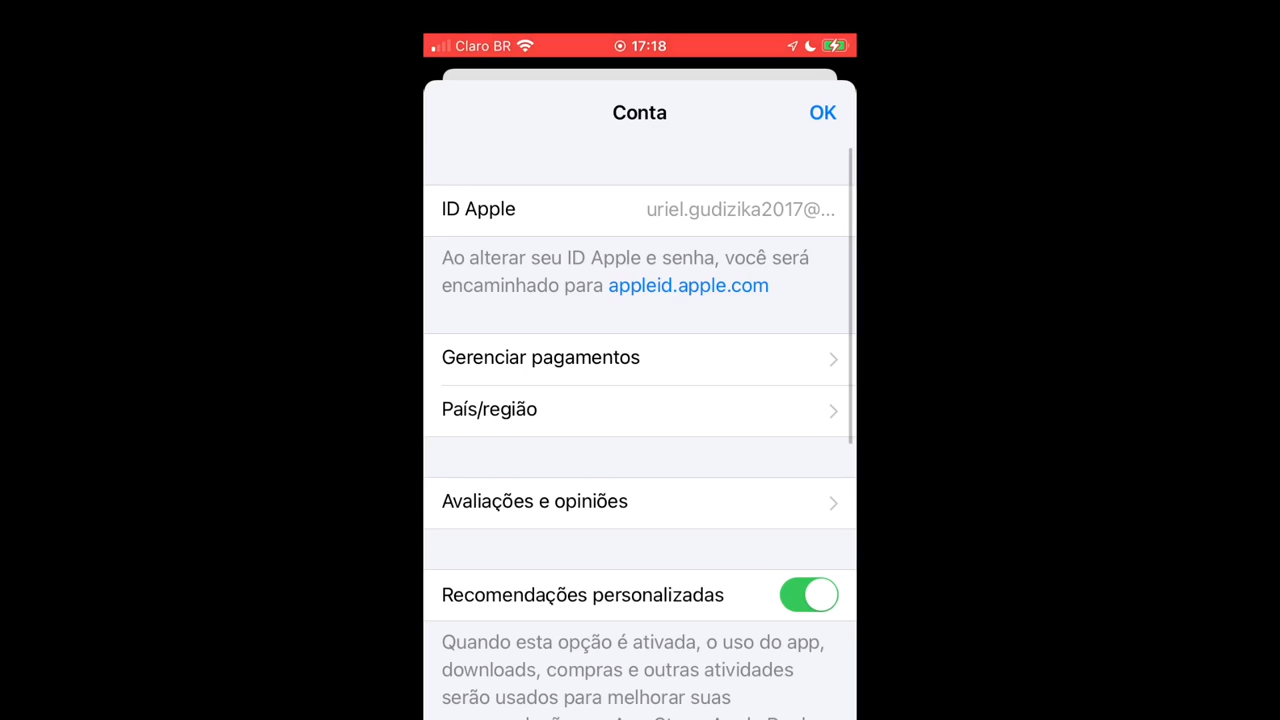 Claro BR 17:18
Conta OK
ID Apple uriel.gudizika2017@...
Ao alterar seu ID Apple e senha, você será
encaminhado para appleid.apple.com
Gerenciar pagamentos
País/região
Avaliações e opiniões
Recomendações personalizadas
Quando esta opção é ativada, o uso do app,
downloads, compras e outras atividades
serão usados para melhorar suas